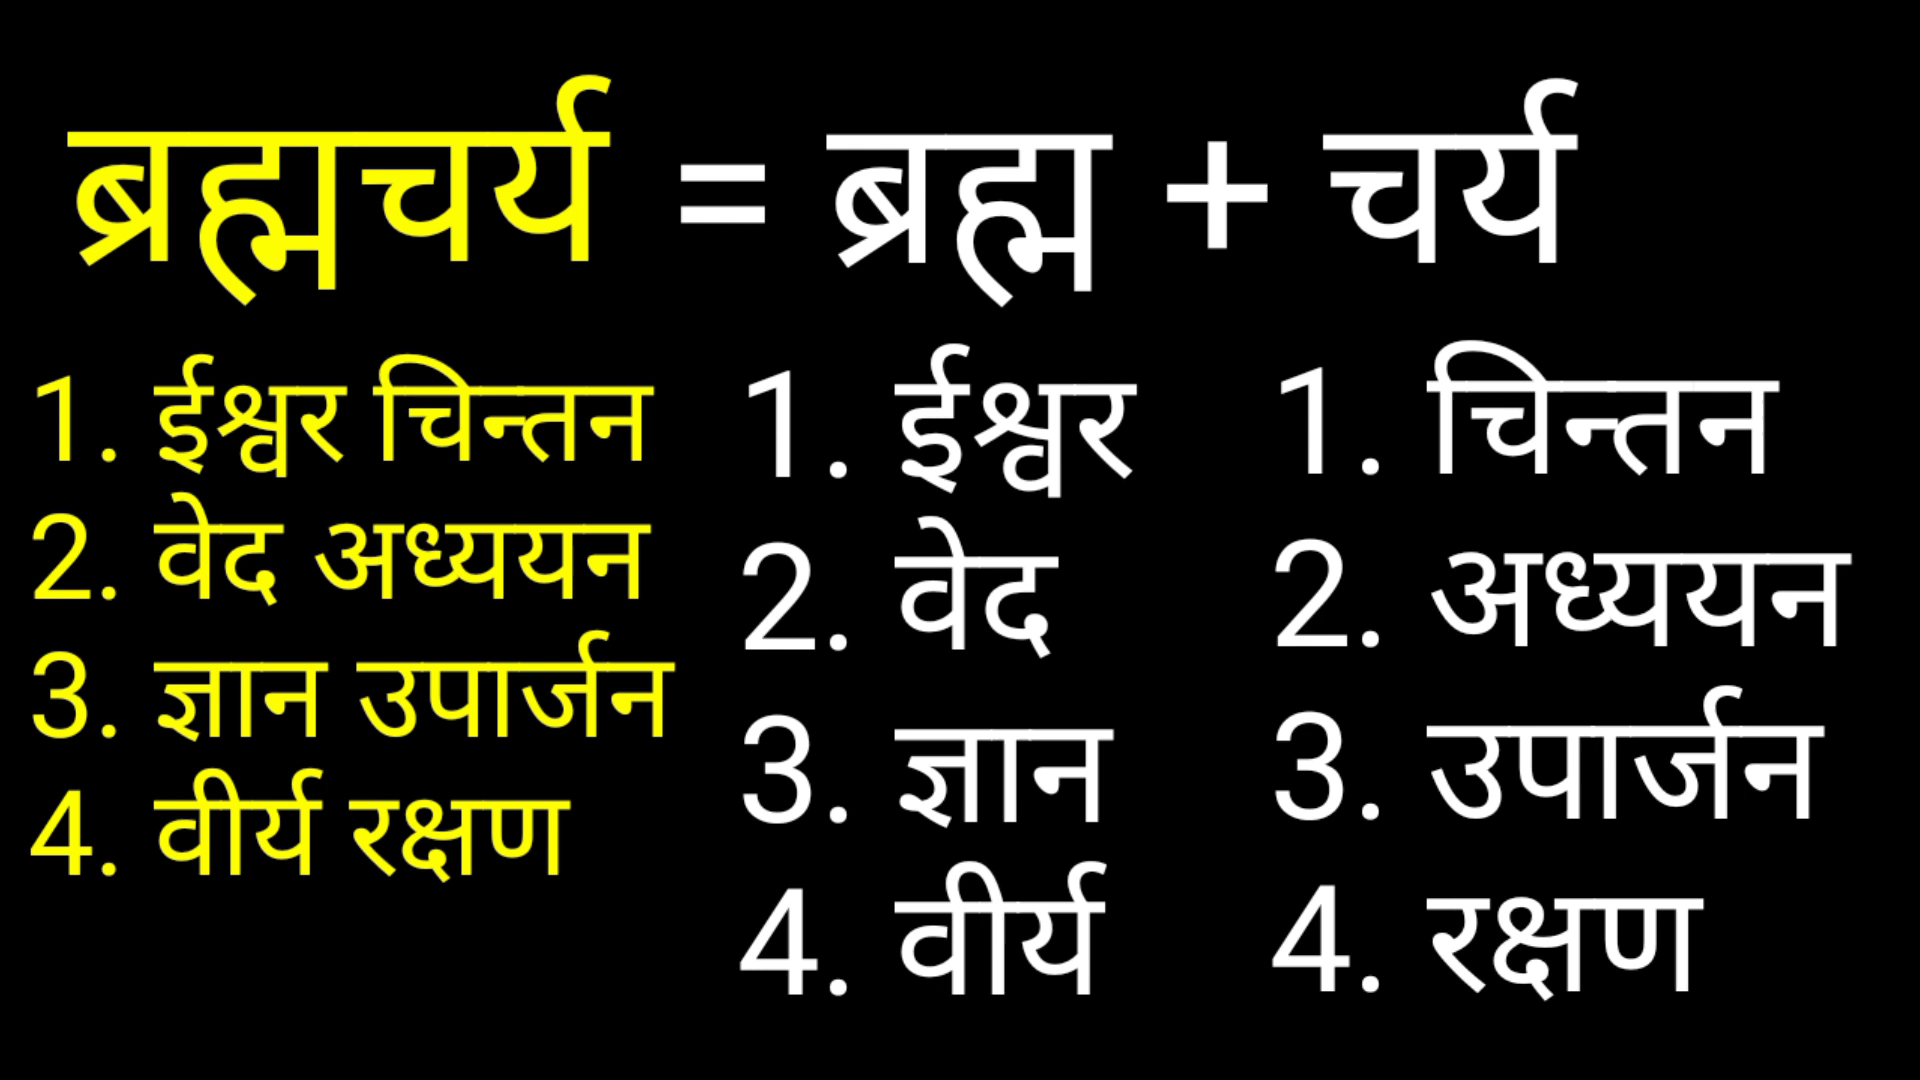 ब्रह्मचर्य = ब्रह्म + चर्य
1. ईश्वर चिन्तन
2. वेद अध्ययन
3. ज्ञान उपार्जन
4. वीर्य रक्षण
1. ईश्वर
2. वेद
3. ज्ञान
4. वीर्य
1. चिन्तन
2. अध्ययन
3. उपार्जन
4. रक्षण